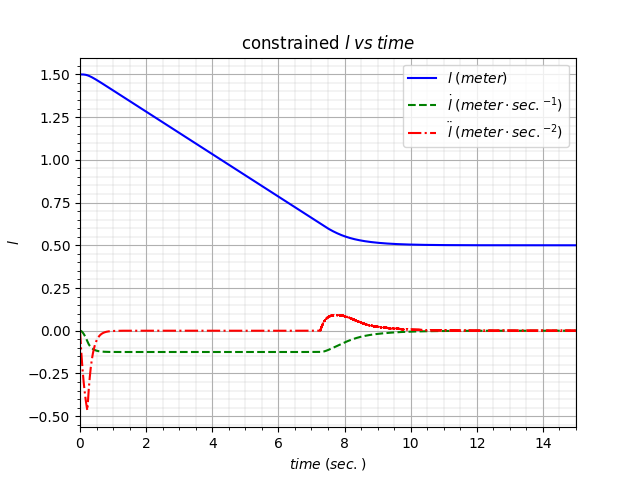 constrained l vs time
l (meter)
l̇ (meter · sec.⁻¹)
l̈ (meter · sec.⁻²)
1.50
1.25
1.00
0.75
0.50
0.25
0.00
−0.25
−0.50
l
0 2 4 6 8 10 12 14
time (sec. )